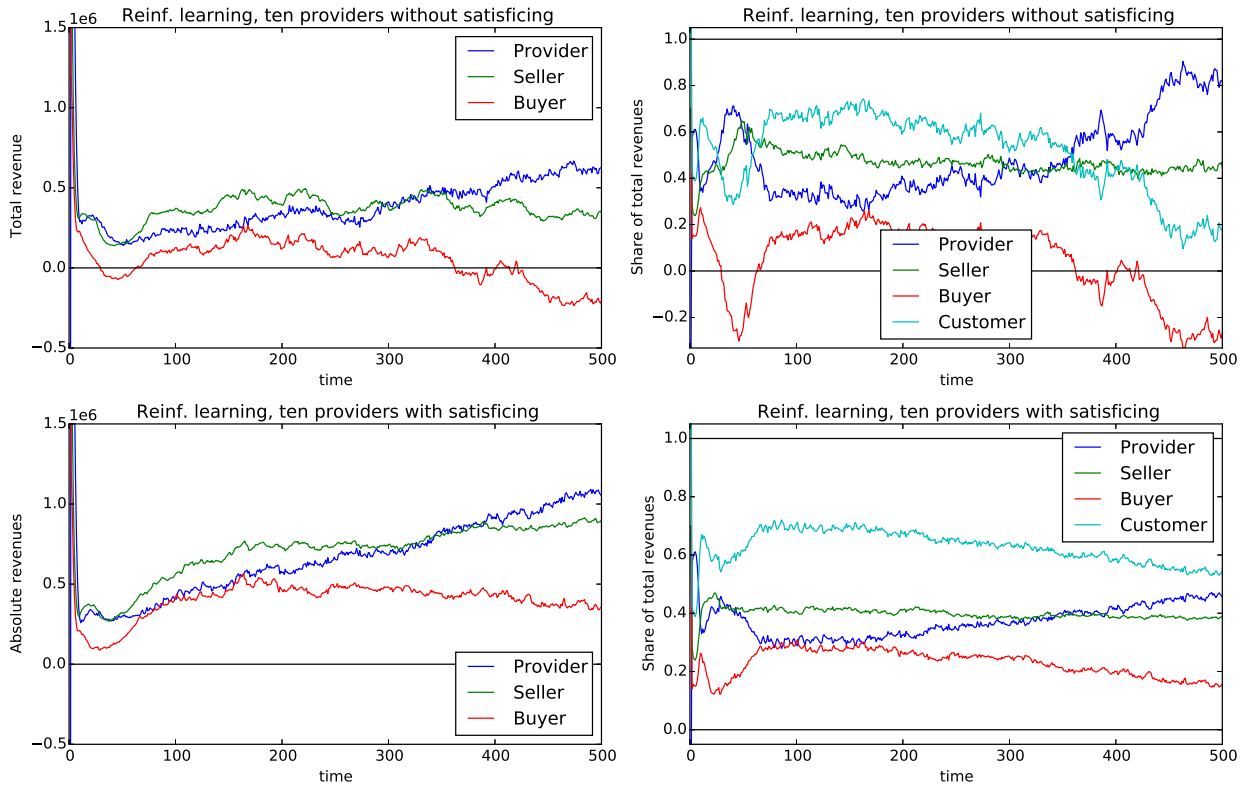 Reinf. learning, ten providers without satisficing
1e6
Total revenue
1.5
1.0
0.5
0.0
−0.5
0 100 200 300 400 500
time
Provider
Seller
Buyer
Reinf. learning, ten providers without satisficing
Share of total revenues
1.0
0.8
0.6
0.4
0.2
0.0
−0.2
0 100 200 300 400 500
time
Provider
Seller
Buyer
Customer
Reinf. learning, ten providers with satisficing
1e6
Absolute revenues
1.5
1.0
0.5
0.0
−0.5
0 100 200 300 400 500
time
Provider
Seller
Buyer
Reinf. learning, ten providers with satisficing
Share of total revenues
1.0
0.8
0.6
0.4
0.2
0.0
0 100 200 300 400 500
time
Provider
Seller
Buyer
Customer